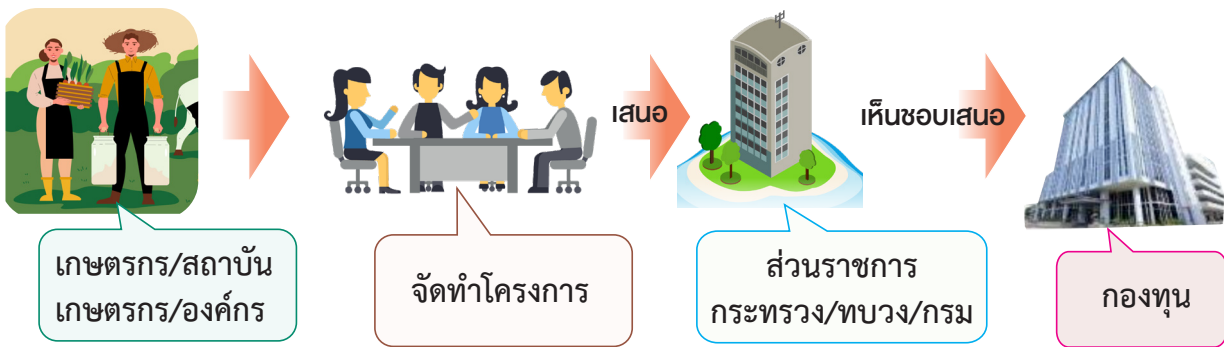 เสนอ
เห็นชอบเสนอ
เกษตรกร/สถาบัน
เกษตรกร/องค์กร
จัดทำโครงการ
ส่วนราชการ
กระทรวง/ทบวง/กรม
กองทุน